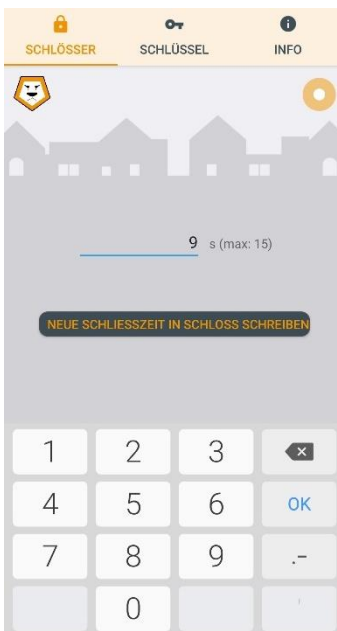 SCHLÖSSER SCHLÜSSEL INFO
9 s (max: 15)
NEUE SCHLIESSZEIT IN SCHLOSS SCHREIBEN
1 2 3
4 5 6 OK
7 8 9 .-
0 '